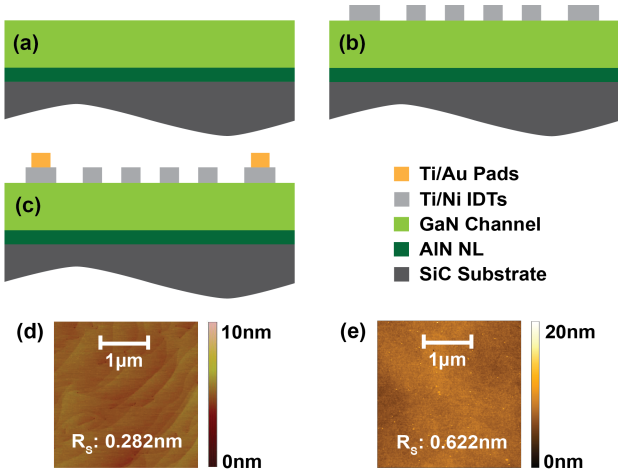 (a)
(b)
(c)
Ti/Au Pads
Ti/Ni IDTs
GaN Channel
AlN NL
SiC Substrate
(d)
1μm
Rs: 0.282nm
10nm
0nm
(e)
1μm
Rs: 0.622nm
20nm
0nm